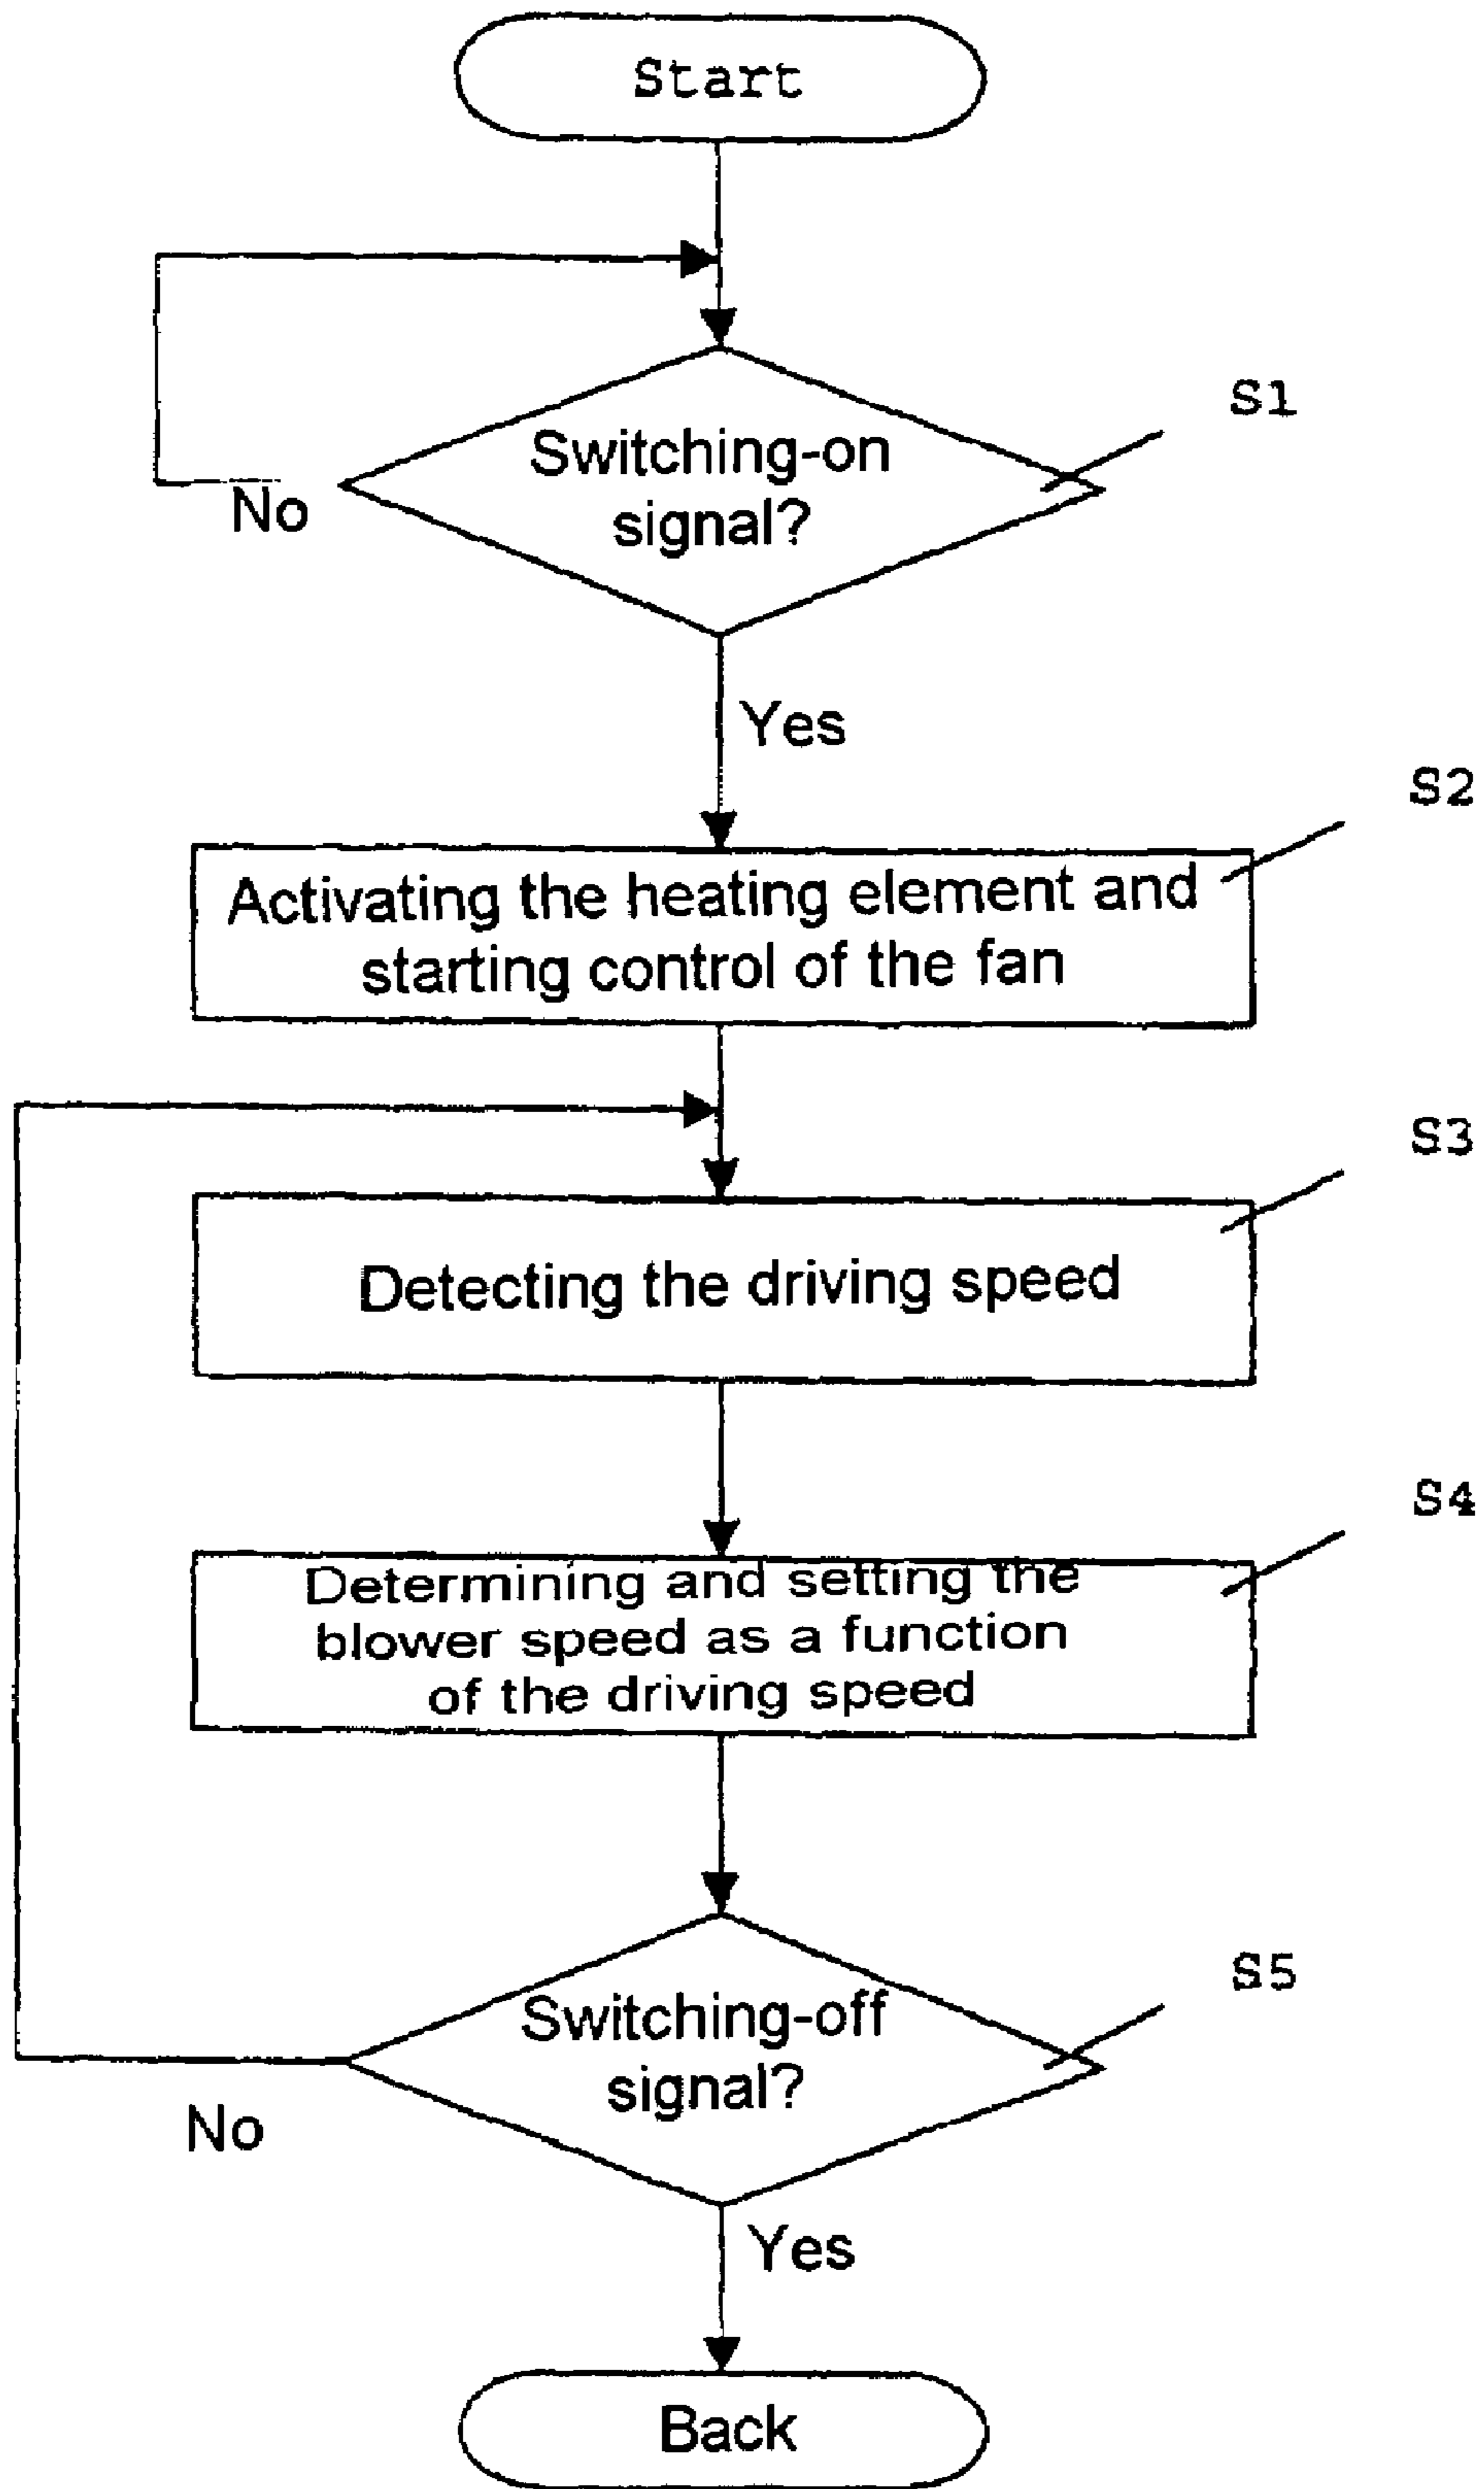 Start
S1
Switching-on
signal?
No
Yes
S2
Activating the heating element and
starting control of the fan
S3
Detecting the driving speed
S4
Determining and setting the
blower speed as a function
of the driving speed
S5
Switching-off
signal?
No
Yes
Back